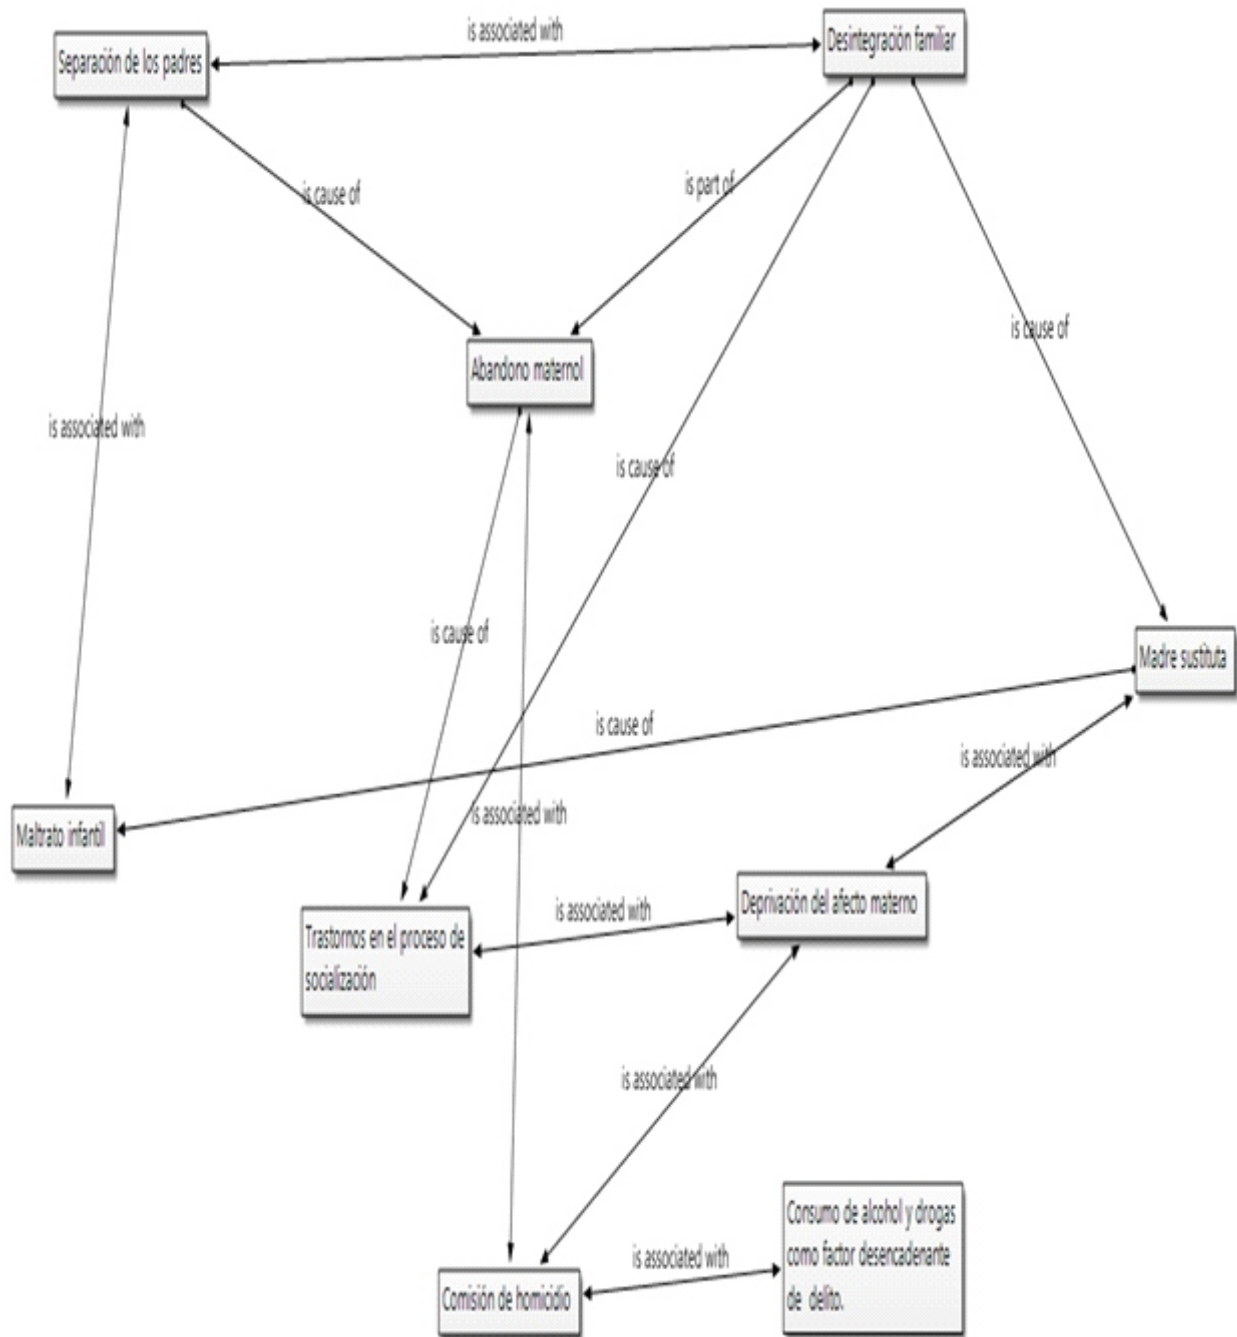 is associated with
Separación de los padres
Desintegración familiar
is cause of
is part of
is cause of
Abandono maternol
is associated with
is cause of
is cause of
Madre sustituta
is cause of
is associated with
is associated with
Maltrato infantil
Deprivación del afecto materno
is associated with
Trastornos en el proceso de
socialización
is associated with
Consumo de alcohol y drogas
como factor desencadenante
de delito.
is associated with
Comisión de homicidio